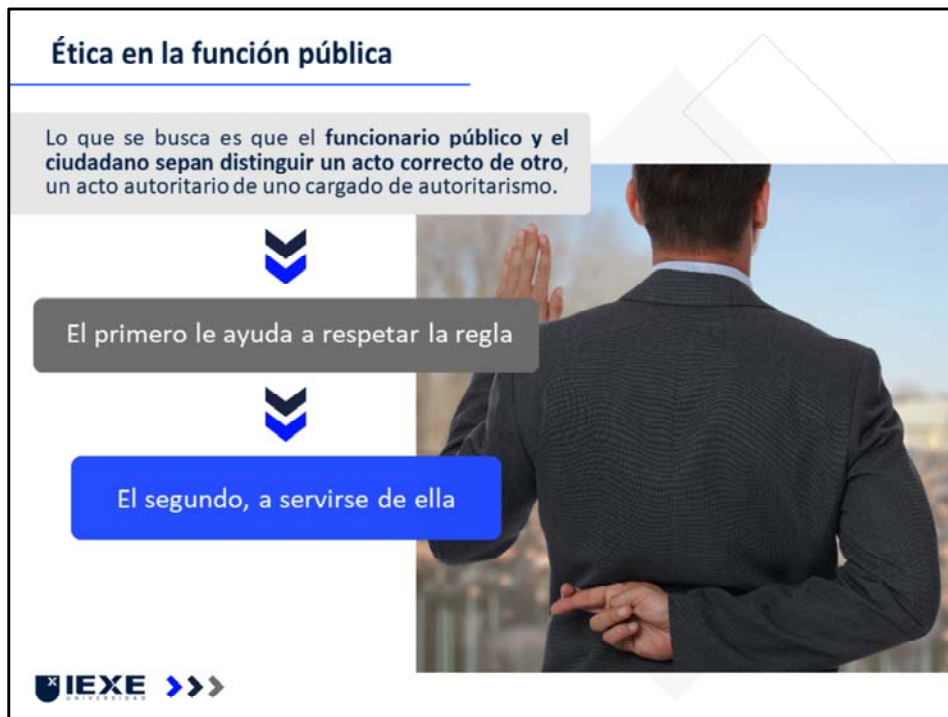 Ética en la función pública
Lo que se busca es que el funcionario público y el
ciudadano sepan distinguir un acto correcto de otro,
un acto autoritario de uno cargado de autoritarismo.
El primero le ayuda a respetar la regla
El segundo, a servirse de ella
IEXE
UNIVERSIDAD